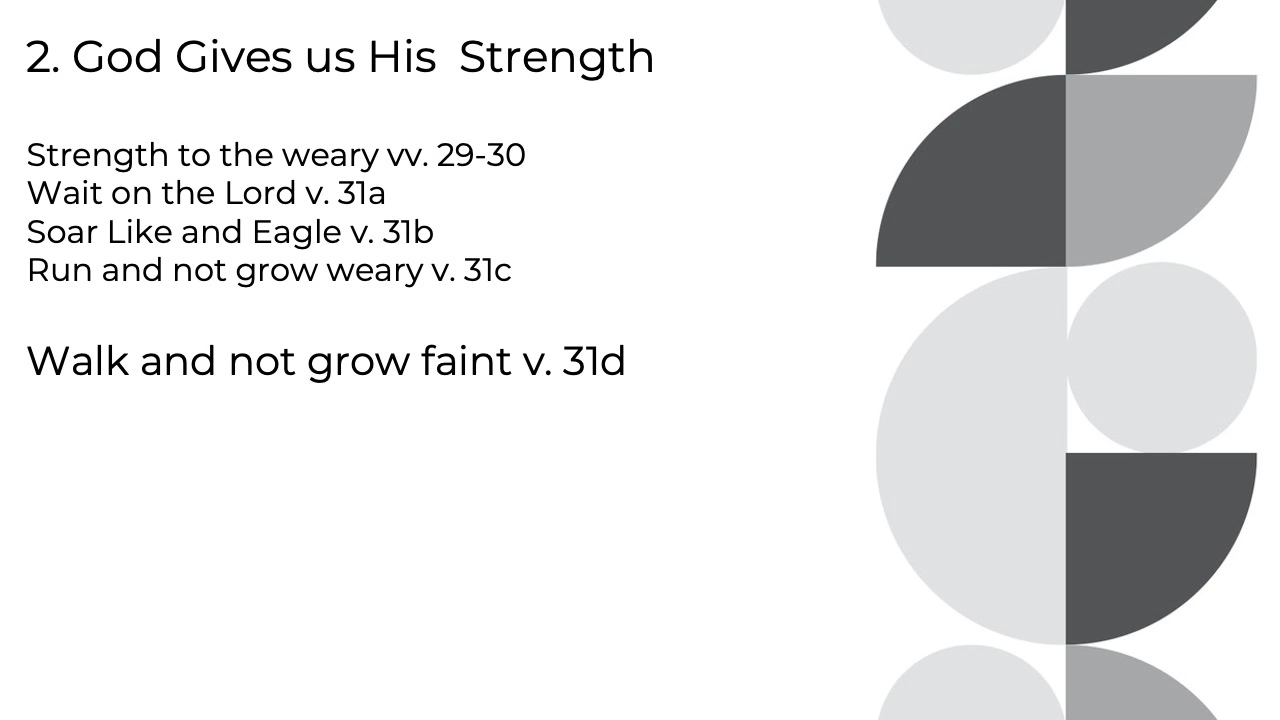 2. God Gives us His  Strength
Strength to the weary vv. 29-30
Wait on the Lord v. 31a
Soar Like and Eagle v. 31b
Run and not grow weary v. 31c
Walk and not grow faint v. 31d